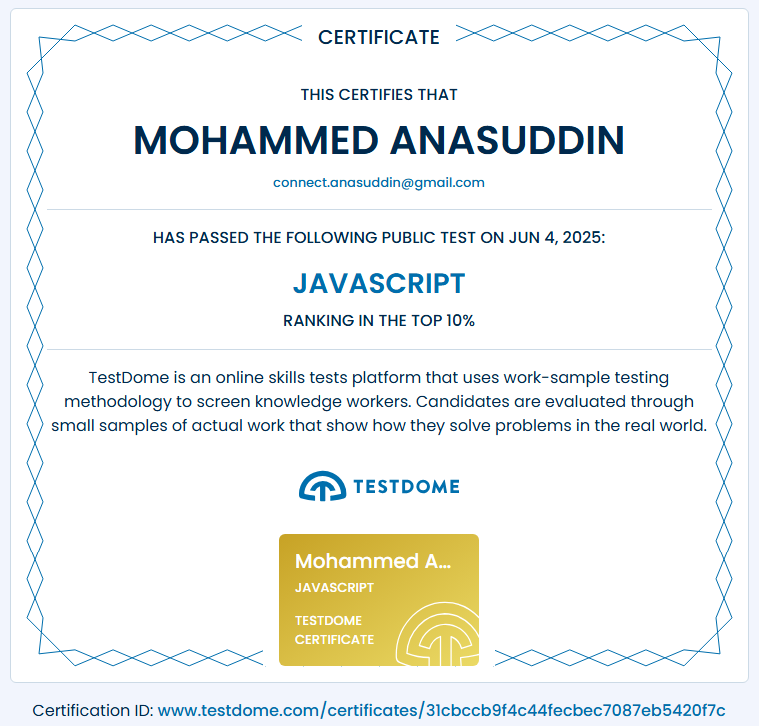 CERTIFICATE
THIS CERTIFIES THAT
MOHAMMED ANASUDDIN
connect.anasuddin@gmail.com
HAS PASSED THE FOLLOWING PUBLIC TEST ON JUN 4, 2025:
JAVASCRIPT
RANKING IN THE TOP 10%
TestDome is an online skills tests platform that uses work-sample testing
methodology to screen knowledge workers. Candidates are evaluated through
small samples of actual work that show how they solve problems in the real world.
TESTDOME
Mohammed A...
JAVASCRIPT
TESTDOME
CERTIFICATE
Certification ID: www.testdome.com/certificates/31cbccb9f4c44fecbec7087eb5420f7c